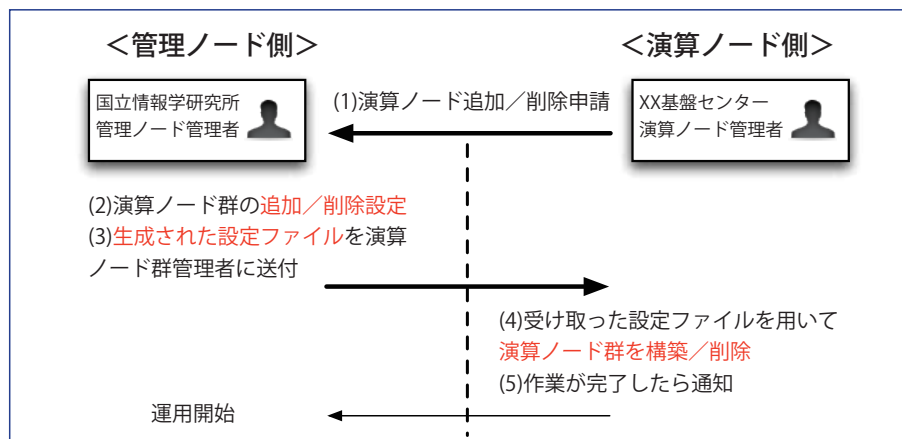 ＜管理ノード側＞
＜演算ノード側＞
国立情報学研究所
管理ノード管理者
(1)演算ノード追加／削除申請
XX基盤センター
演算ノード管理者
(2)演算ノード群の追加／削除設定
(3)生成された設定ファイルを演算
ノード群管理者に送付
(4)受け取った設定ファイルを用いて
演算ノード群を構築／削除
(5)作業が完了したら通知
運用開始